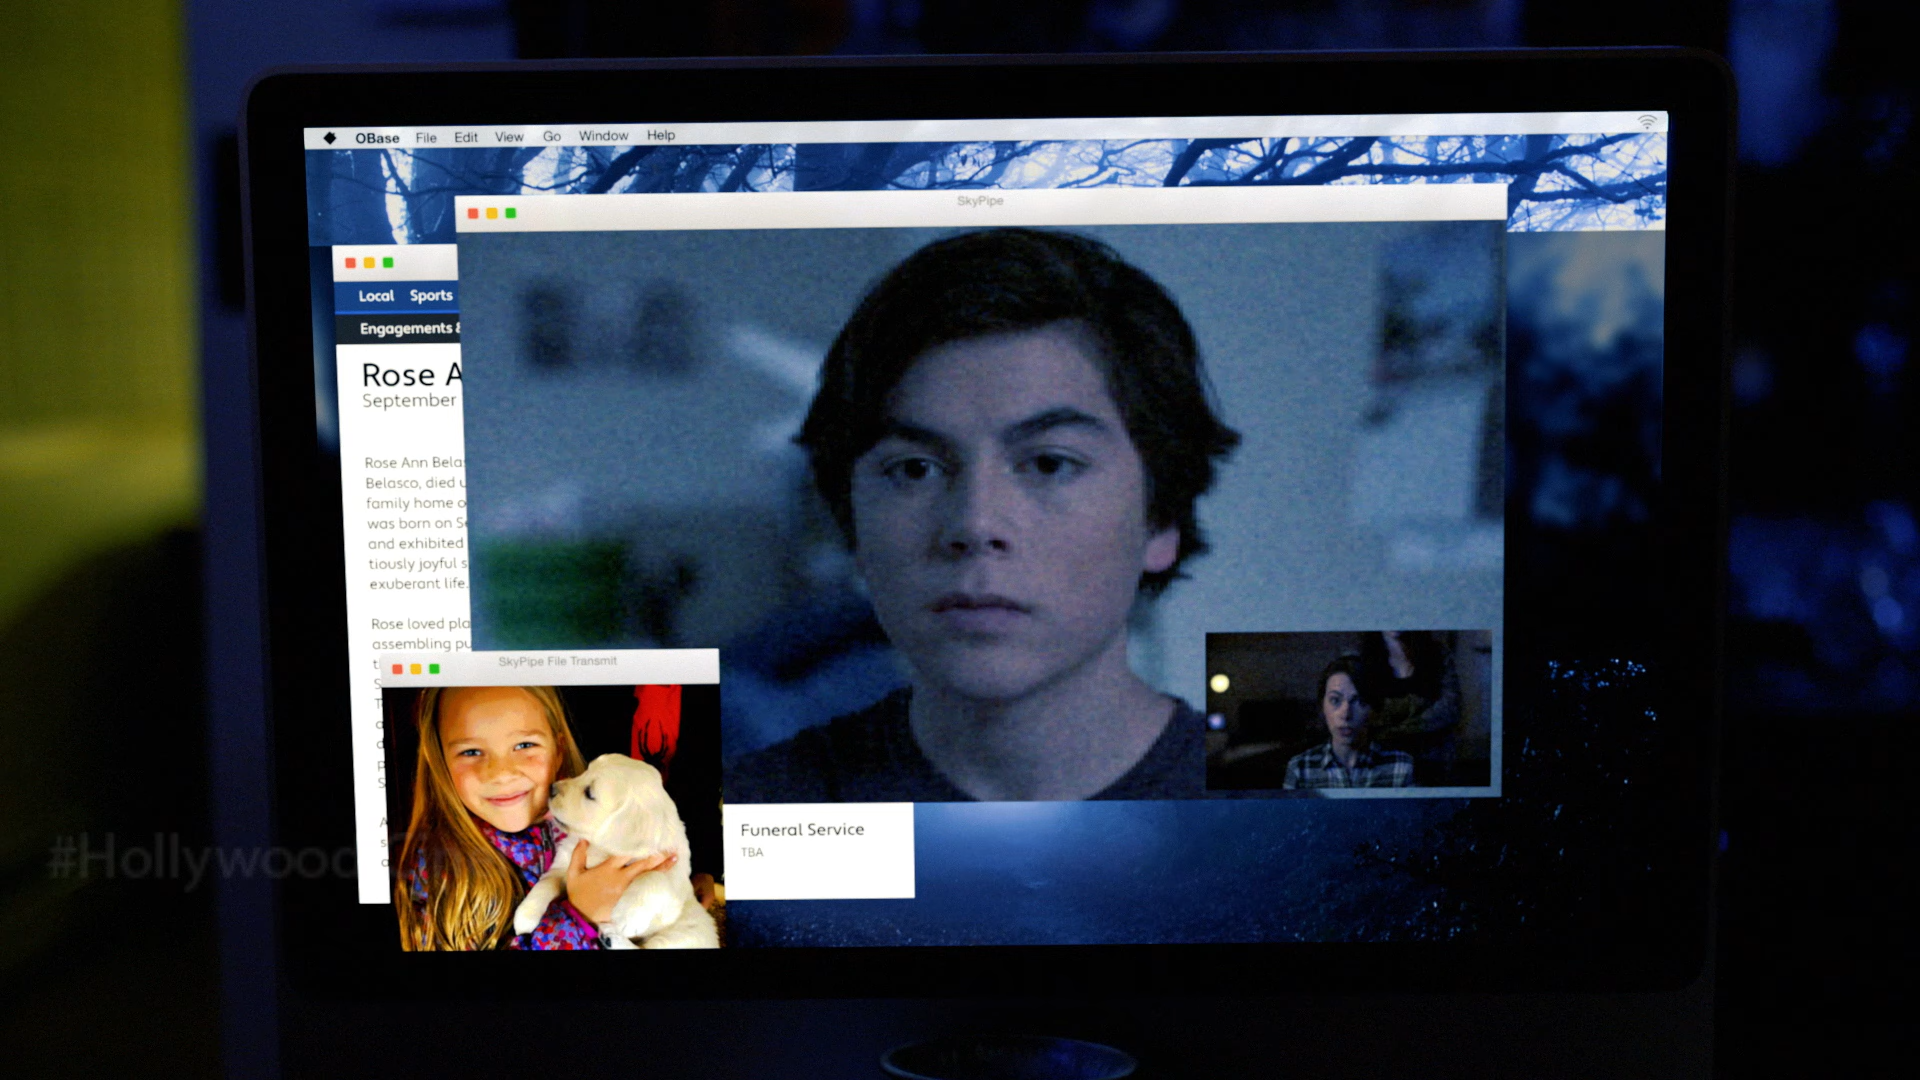 OBase File Edit View Go Window Help
SkyPipe
Local Sports
Engagements &
Rose A
September
Rose Ann Bela
Belasco, died u
family home o
was born on Se
and exhibited
tiously joyful s
exuberant life.
Rose loved pla
assembling pu
SkyPipe File Transmit
Funeral Service
TBA
#Hollywood